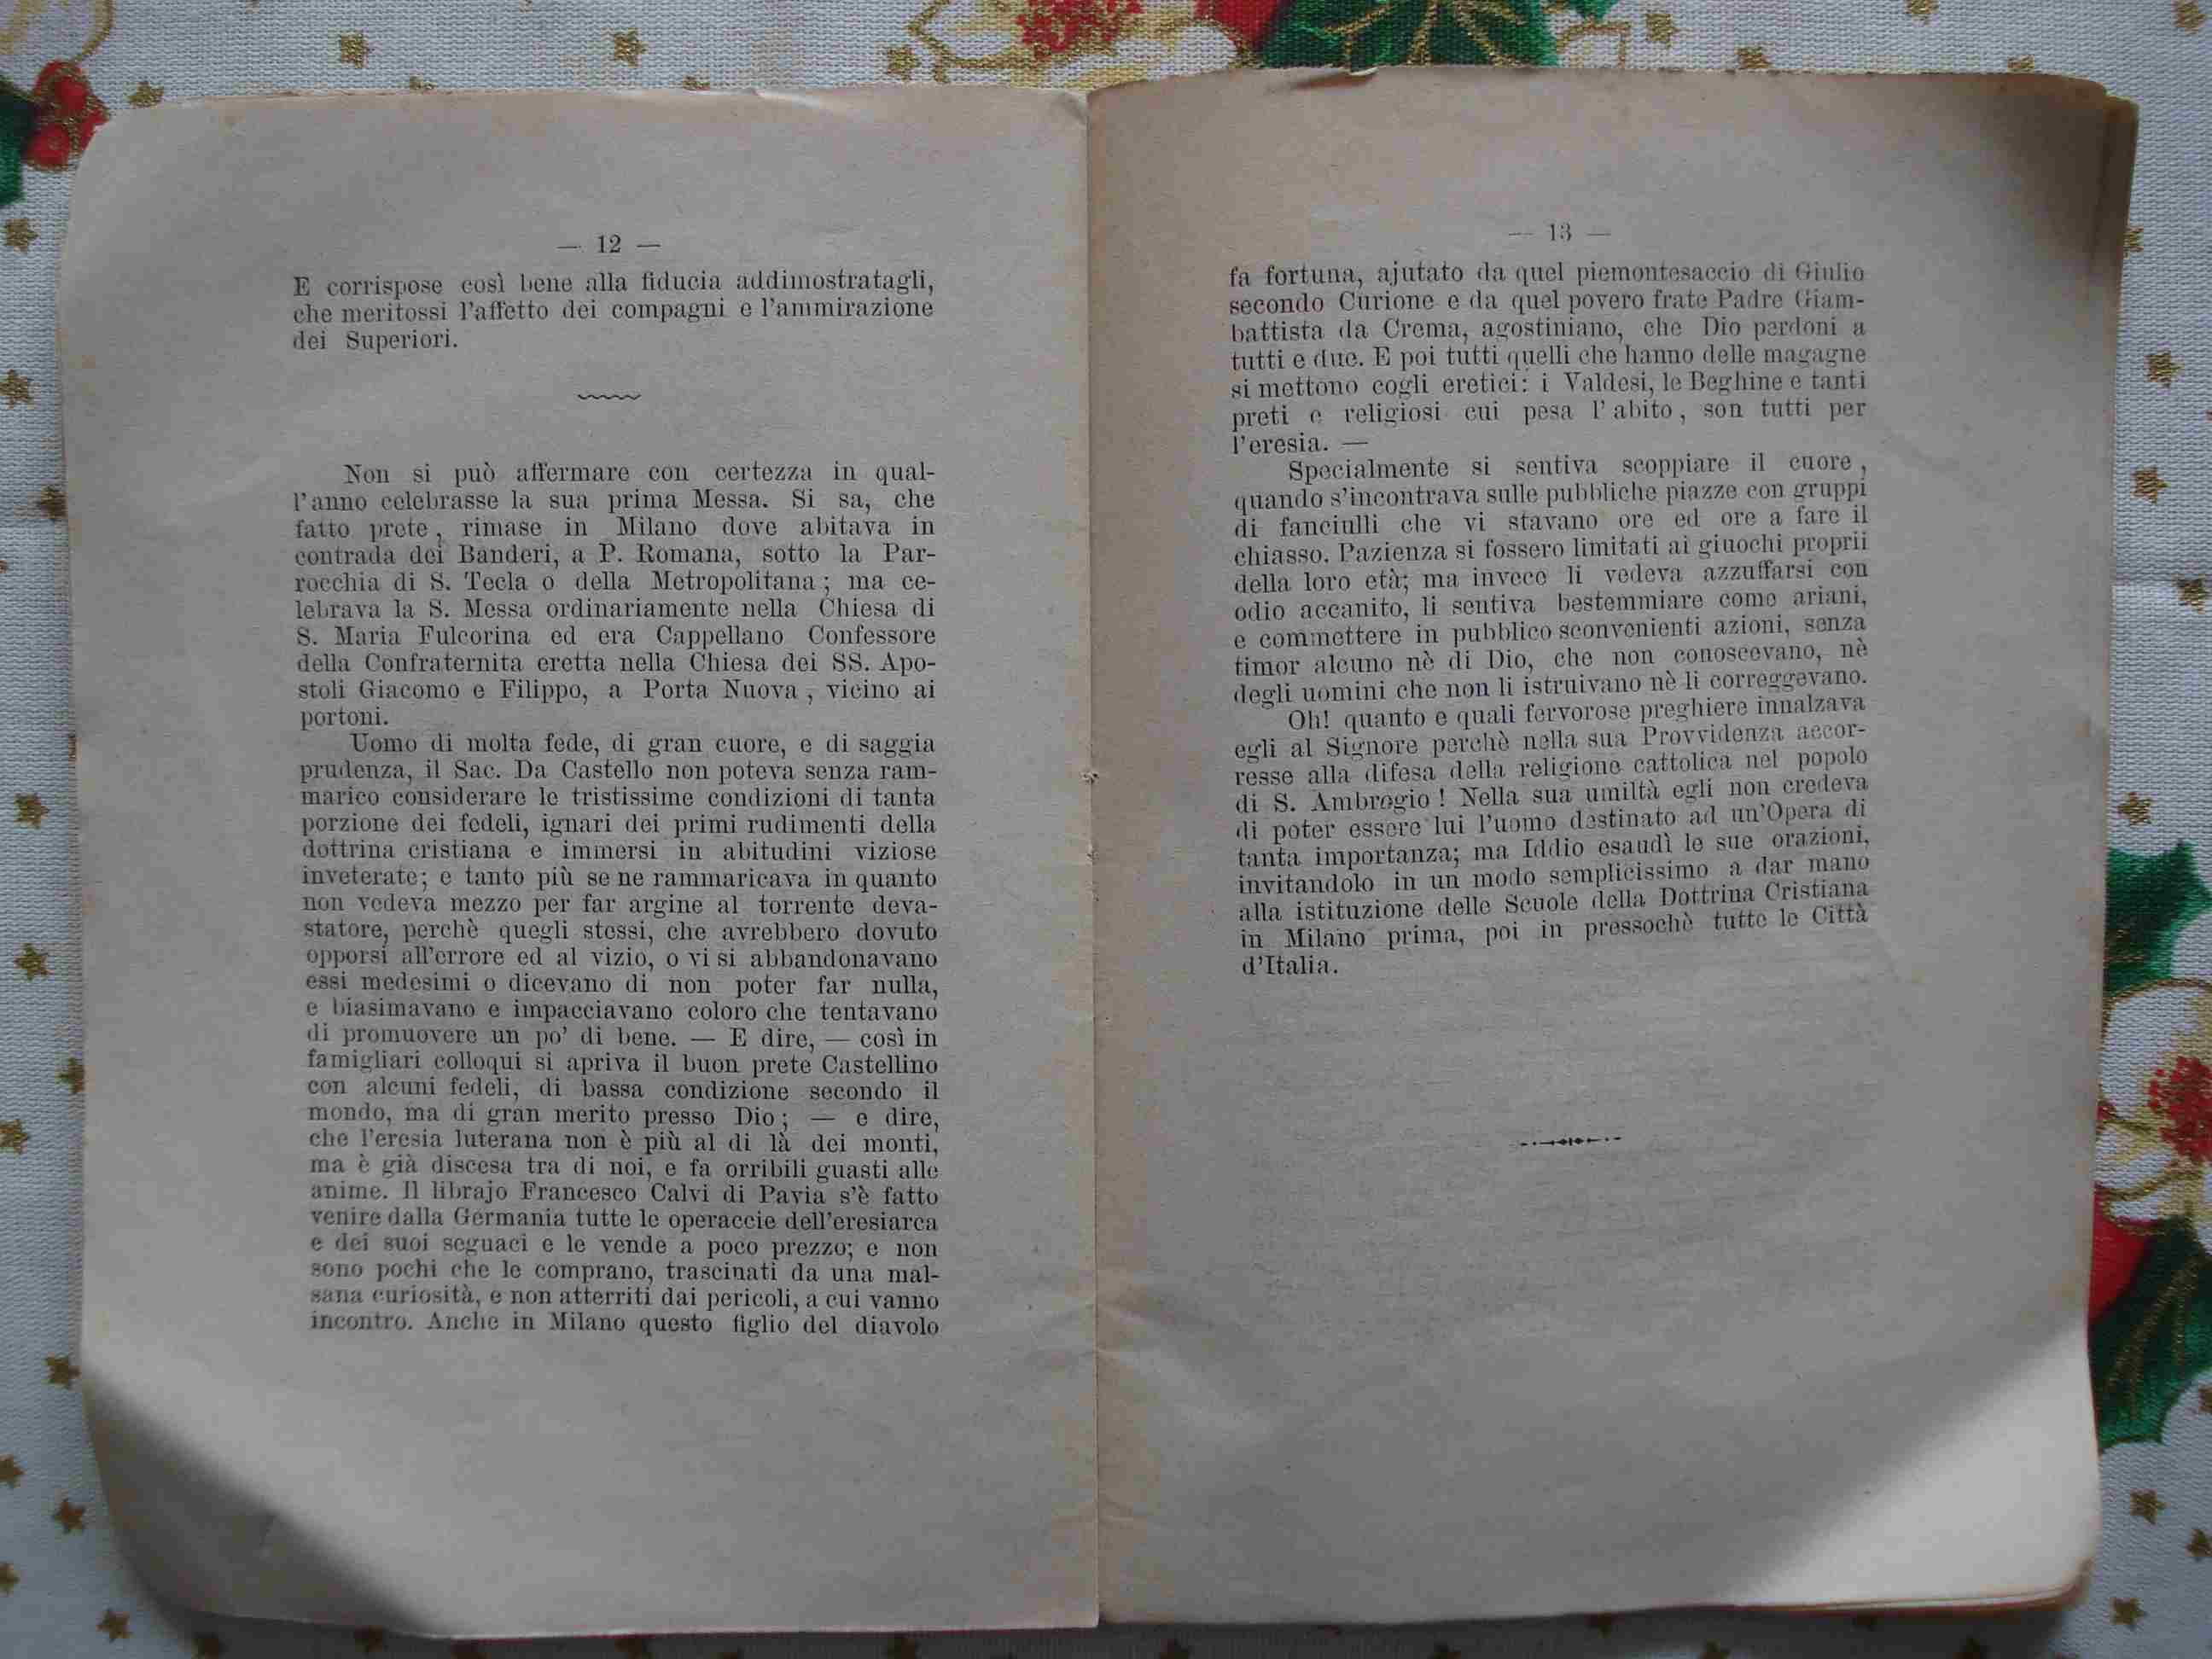 — 12 —
E corrispose così bene alla fiducia addimostratagli,
che meritossi l'affetto dei compagni e l'ammirazione
dei Superiori.
Non si può affermare con certezza in qual-
l'anno celebrasse la sua prima Messa. Si sa, che
fatto prete, rimase in Milano dove abitava in
contrada dei Banderi, a P. Romana, sotto la Par-
rocchia di S. Tecla o della Metropolitana; ma ce-
lebrava la S. Messa ordinariamente nella Chiesa di
S. Maria Fulcorina ed era Cappellano Confessore
della Confraternita eretta nella Chiesa dei SS. Apo-
stoli Giacomo e Filippo, a Porta Nuova, vicino ai
portoni.
Uomo di molta fede, di gran cuore, e di saggia
prudenza, il Sac. Da Castello non poteva senza ram-
marico considerare le tristissime condizioni di tanta
porzione dei fedeli, ignari dei primi rudimenti della
dottrina cristiana e immersi in abitudini viziose
inveterate; e tanto più se ne rammaricava in quanto
non vedeva mezzo per far argine al torrente deva-
statore, perchè quegli stessi, che avrebbero dovuto
opporsi all'errore ed al vizio, o vi si abbandonavano
essi medesimi o dicevano di non poter far nulla,
e biasimavano e impacciavano coloro che tentavano
di promuovere un po' di bene. — E dire, — così in
famigliari colloqui si apriva il buon prete Castellino
con alcuni fedeli, di bassa condizione secondo il
mondo, ma di gran merito presso Dio; — e dire,
che l'eresia luterana non è più al di là dei monti,
ma è già discesa tra di noi, e fa orribili guasti alle
anime. Il librajo Francesco Calvi di Pavia s'è fatto
venire dalla Germania tutte le operaccie dell'eresiarca
e dei suoi seguaci e le vende a poco prezzo; e non
sono pochi che le comprano, trascinati da una mal-
sana curiosità, e non atterriti dai pericoli, a cui vanno
incontro. Anche in Milano questo figlio del diavolo
— 13 —
fa fortuna, ajutato da quel piemontesaccio di Giulio
secondo Curione e da quel povero frate Padre Giam-
battista da Crema, agostiniano, che Dio perdoni a
tutti e due. E poi tutti quelli che hanno delle magagne
si mettono cogli eretici: i Valdesi, le Beghine e tanti
preti e religiosi cui pesa l'abito, son tutti per
l'eresia. —
Specialmente si sentiva scoppiare il cuore,
quando s'incontrava sulle pubbliche piazze con gruppi
di fanciulli che vi stavano ore ed ore a fare il
chiasso. Pazienza si fossero limitati ai giuochi proprii
della loro età; ma invece li vedeva azzuffarsi con
odio accanito, li sentiva bestemmiare come ariani,
e commettere in pubblico sconvenienti azioni, senza
timor alcuno nè di Dio, che non conoscevano, nè
degli uomini che non li istruivano nè li correggevano.
Oh! quanto e quali fervorose preghiere innalzava
egli al Signore perchè nella sua Provvidenza accor-
resse alla difesa della religione cattolica nel popolo
di S. Ambrogio! Nella sua umiltà egli non credeva
di poter essere lui l'uomo destinato ad un'Opera di
tanta importanza; ma Iddio esaudì le sue orazioni,
invitandolo in un modo semplicissimo a dar mano
alla istituzione delle Scuole della Dottrina Cristiana
in Milano prima, poi in pressochè tutte le Città
d'Italia.